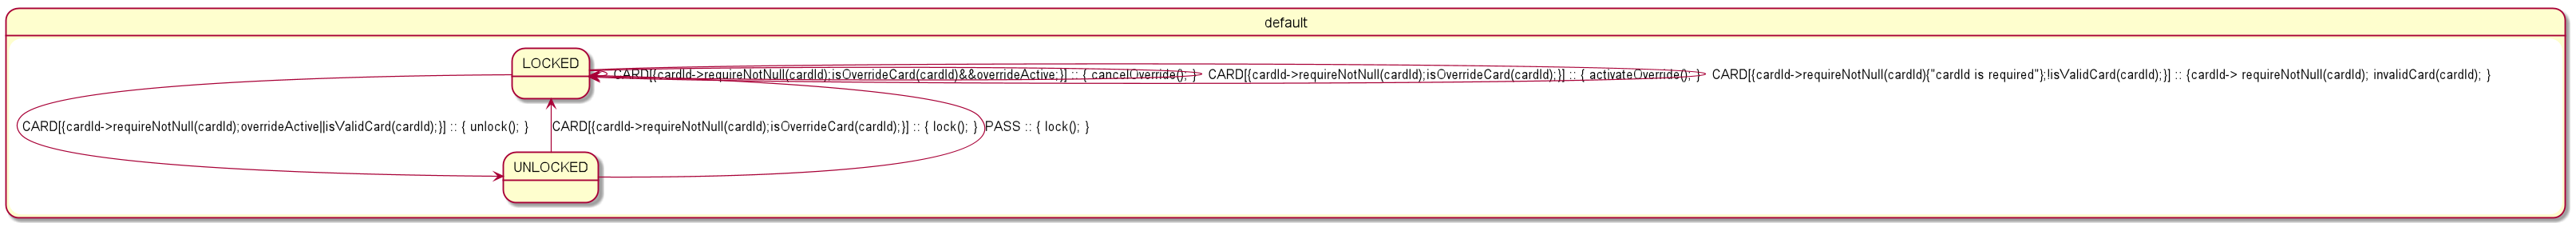 default
LOCKED
CARD[{cardId->requireNotNull(cardId);isOverrideCard(cardId)&&overrideActive;}] :: { cancelOverride(); }
CARD[{cardId->requireNotNull(cardId);isOverrideCard(cardId);}] :: { activateOverride(); }
CARD[{cardId->requireNotNull(cardId){"cardId is required"};!isValidCard(cardId);}] :: {cardId-> requireNotNull(cardId); invalidCard(cardId); }
CARD[{cardId->requireNotNull(cardId);overrideActive||isValidCard(cardId);}] :: { unlock(); }
CARD[{cardId->requireNotNull(cardId);isOverrideCard(cardId);}] :: { lock(); }
PASS :: { lock(); }
UNLOCKED